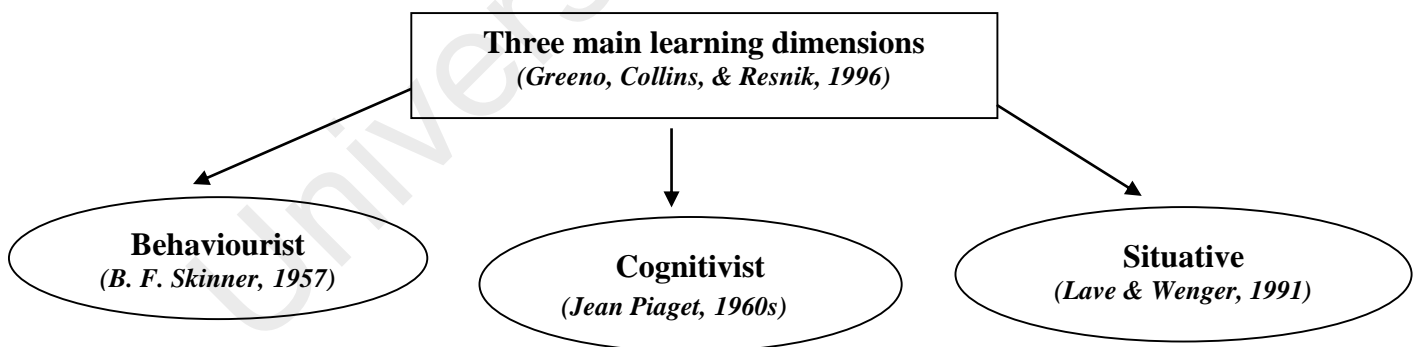 Three main learning dimensions
(Greeno, Collins, & Resnik, 1996)
Behaviourist
(B. F. Skinner, 1957)
Cognitivist
(Jean Piaget, 1960s)
Situative
(Lave & Wenger, 1991)
Univers